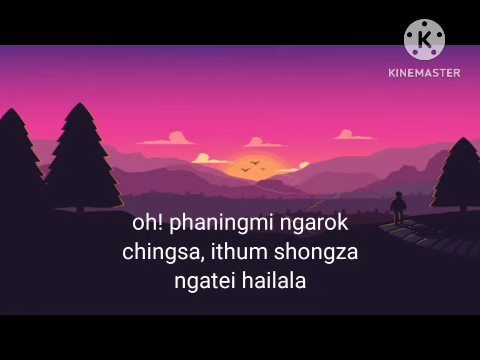 K
KINEMASTER
oh! phaningmi ngarok
chingsa, ithum shongza
ngatei hailala